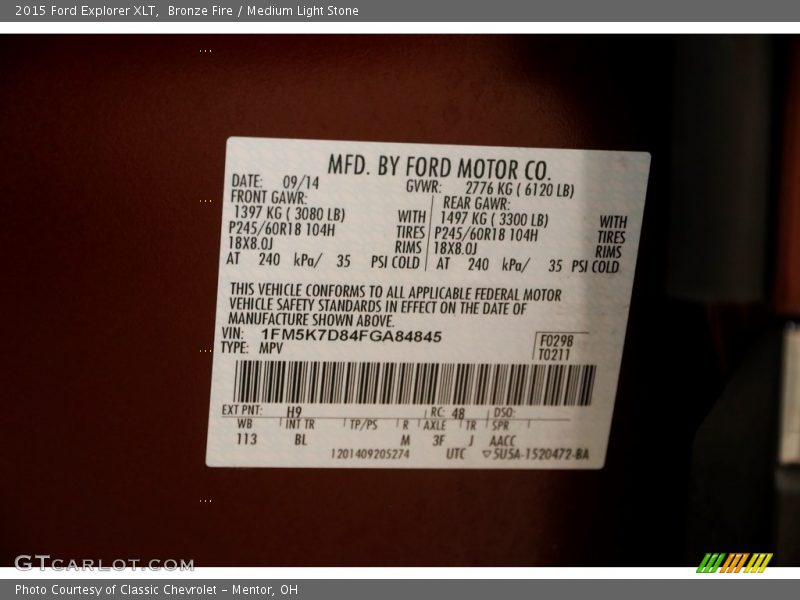 2015 Ford Explorer XLT,  Bronze Fire / Medium Light Stone
MFD. BY FORD MOTOR CO.
DATE: 09/14 GVWR: 2776 KG ( 6120 LB)
FRONT GAWR: REAR GAWR:
1397 KG ( 3080 LB) WITH 1497 KG ( 3300 LB) WITH
P245/60R18 104H TIRES P245/60R18 104H TIRES
18X8.0J RIMS 18X8.0J RIMS
AT 240 kPa/ 35 PSI COLD AT 240 kPa/ 35 PSI COLD
THIS VEHICLE CONFORMS TO ALL APPLICABLE FEDERAL MOTOR
VEHICLE SAFETY STANDARDS IN EFFECT ON THE DATE OF
MANUFACTURE SHOWN ABOVE.
VIN: 1FM5K7D84FGA84845 F0298
TYPE: MPV T0211
EXT PNT: H9 RC: 48 DSO:
WB INT TR TP/PS R AXLE TR SPR
113 BL M 3F J AACC
1201409205274 UTC ▽5U5A-1520472-BA
GTCARLOT.COM
Photo Courtesy of Classic Chevrolet - Mentor, OH